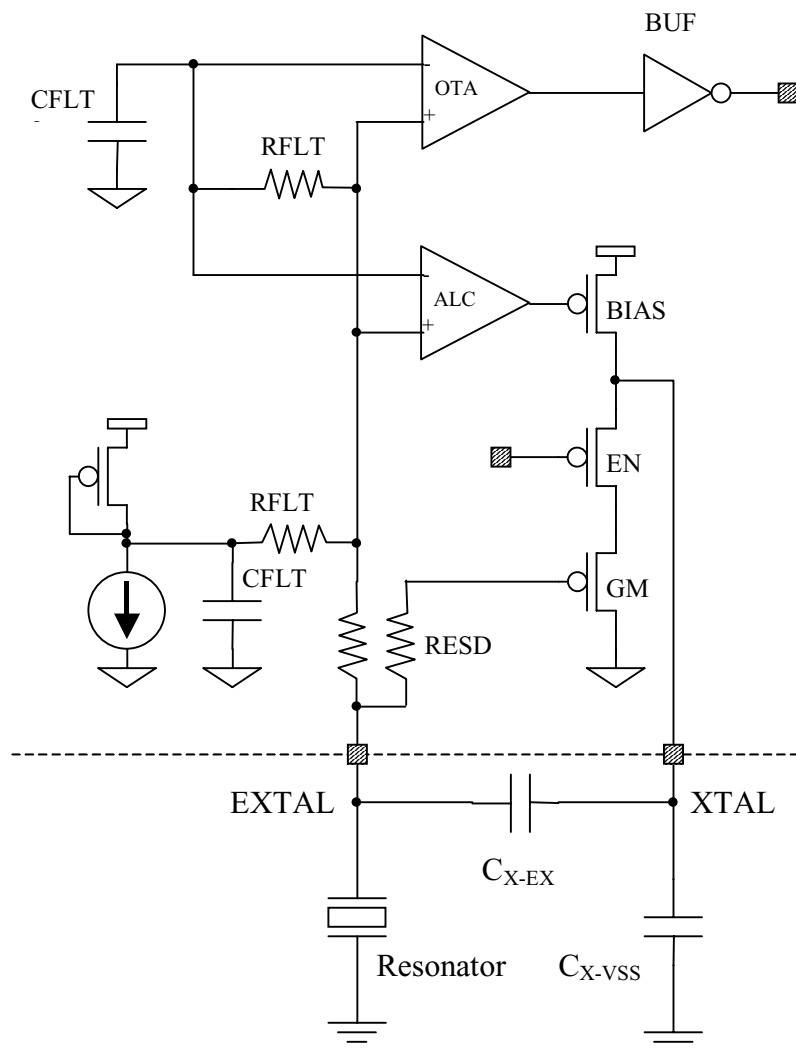 BUF
CFLT
-
OTA
+
RFLT
-
ALC
+
BIAS
EN
RFLT
CFLT
GM
RESD
EXTAL
XTAL
CX-EX
Resonator
CX-VSS